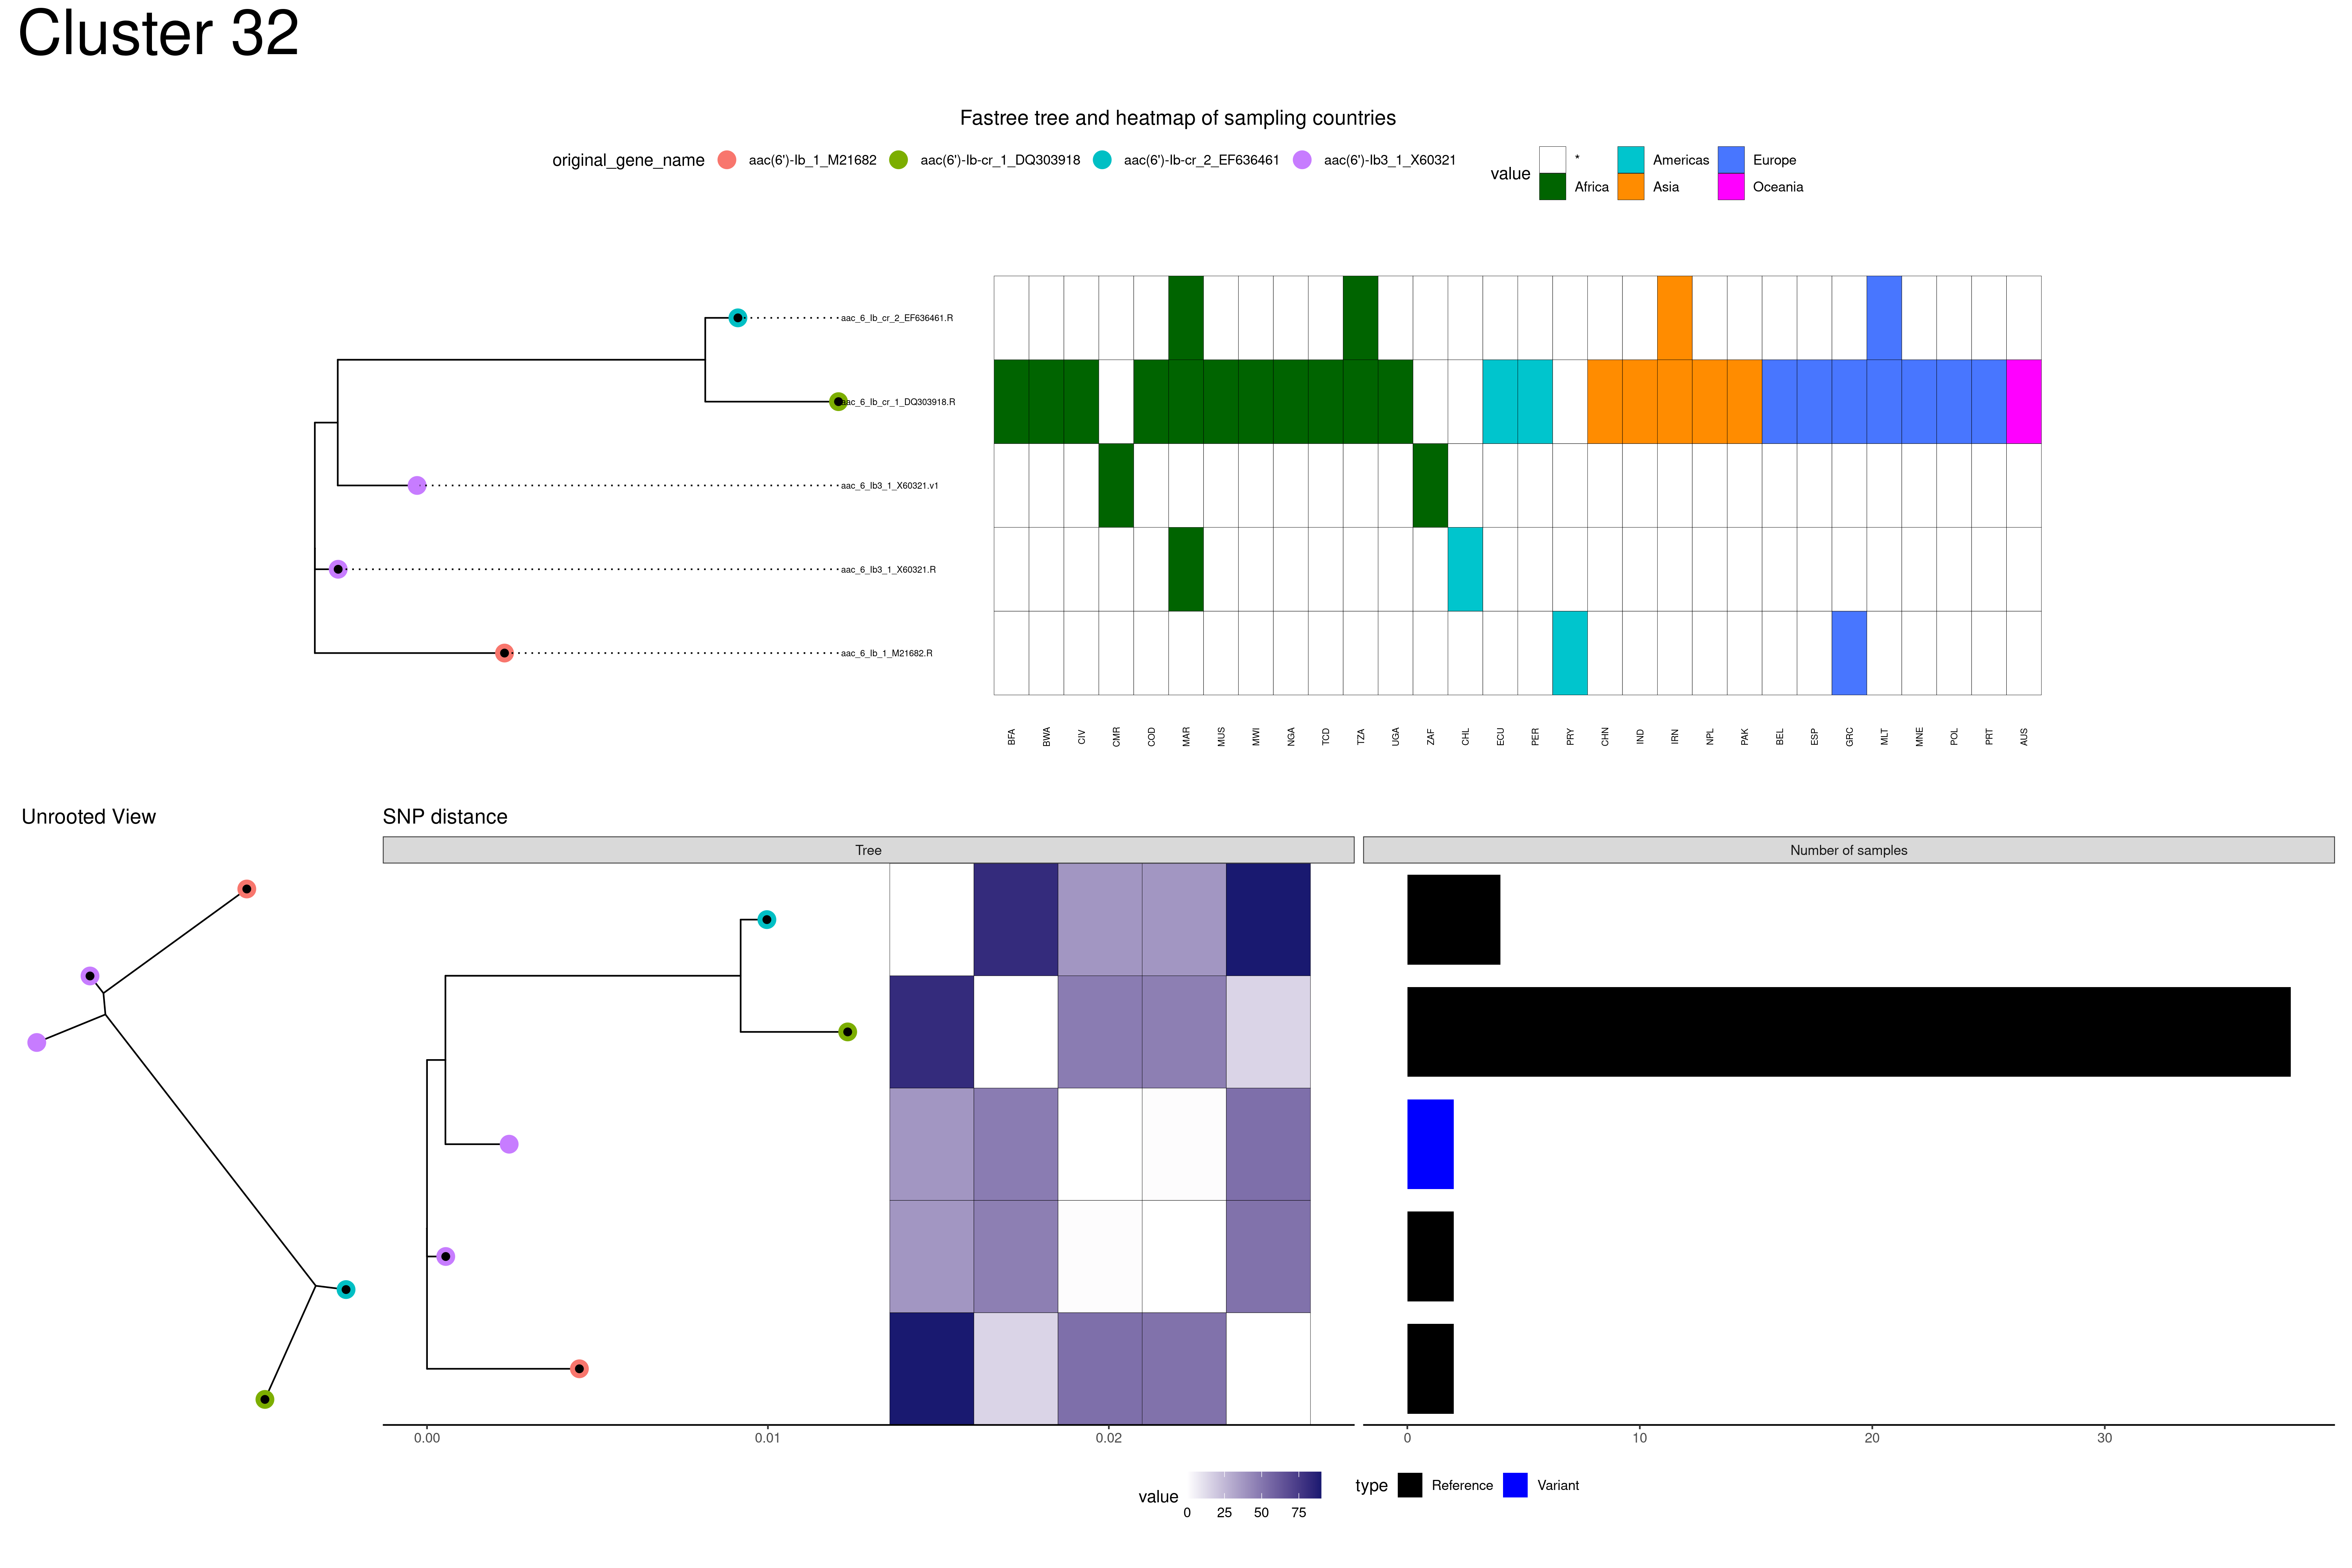 Cluster 32
Fastree tree and heatmap of sampling countries
original_gene_name aac(6')-Ib_1_M21682 aac(6')-Ib-cr_1_DQ303918 aac(6')-Ib-cr_2_EF636461 aac(6')-Ib3_1_X60321
value * Americas Europe
Africa Asia Oceania
aac_6_Ib_cr_2_EF636461.R
aac_6_Ib_cr_1_DQ303918.R
aac_6_Ib3_1_X60321.v1
aac_6_Ib3_1_X60321.R
aac_6_Ib_1_M21682.R
BFA BWA CIV CMR COD MAR MUS MWI NGA TCD TZA UGA ZAF CHL ECU PER PRY CHN IND IRN NPL PAK BEL ESP GRC MLT MNE POL PRT AUS
Unrooted View
SNP distance
Tree
Number of samples
0.00 0.01 0.02
0 10 20 30
value
0 25 50 75
type Reference Variant